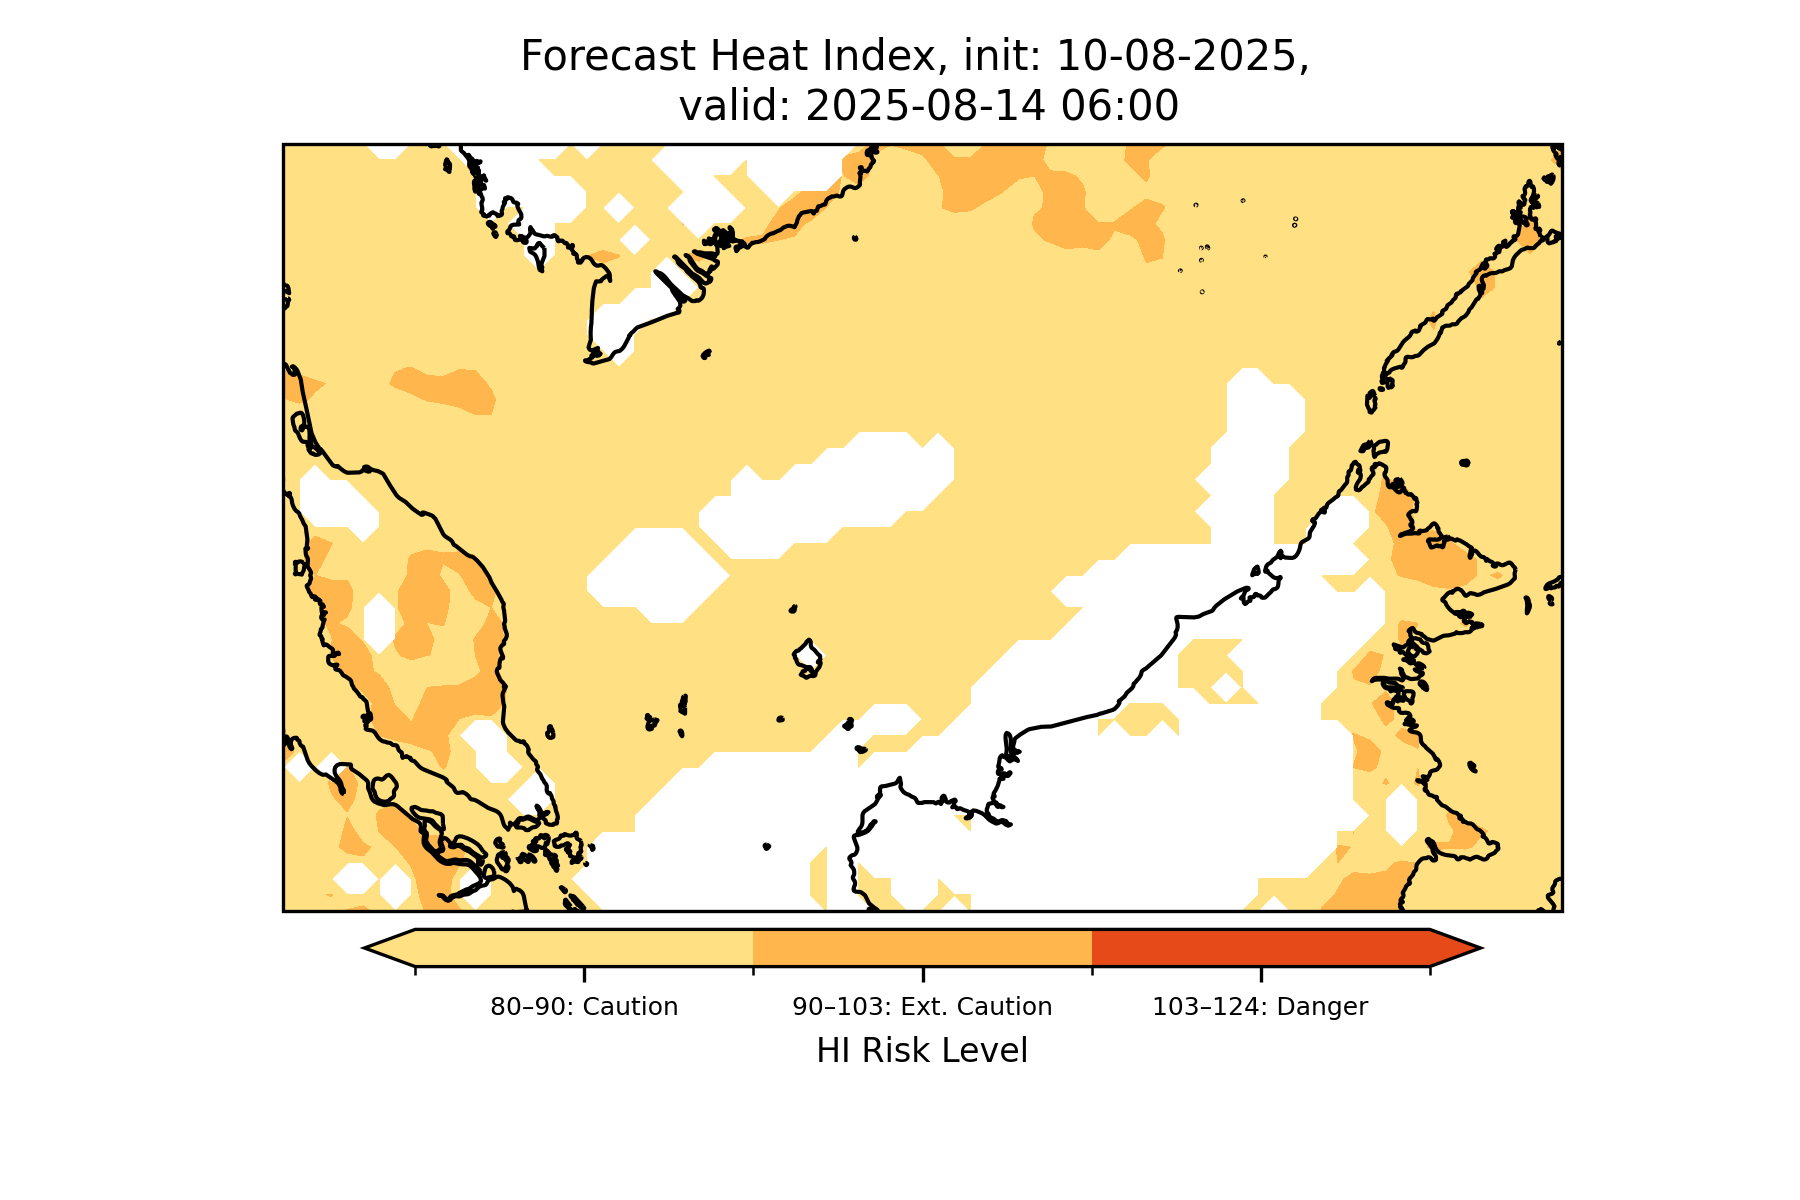 Forecast Heat Index, init: 10-08-2025,
valid: 2025-08-14 06:00
80–90: Caution
90–103: Ext. Caution
103–124: Danger
HI Risk Level